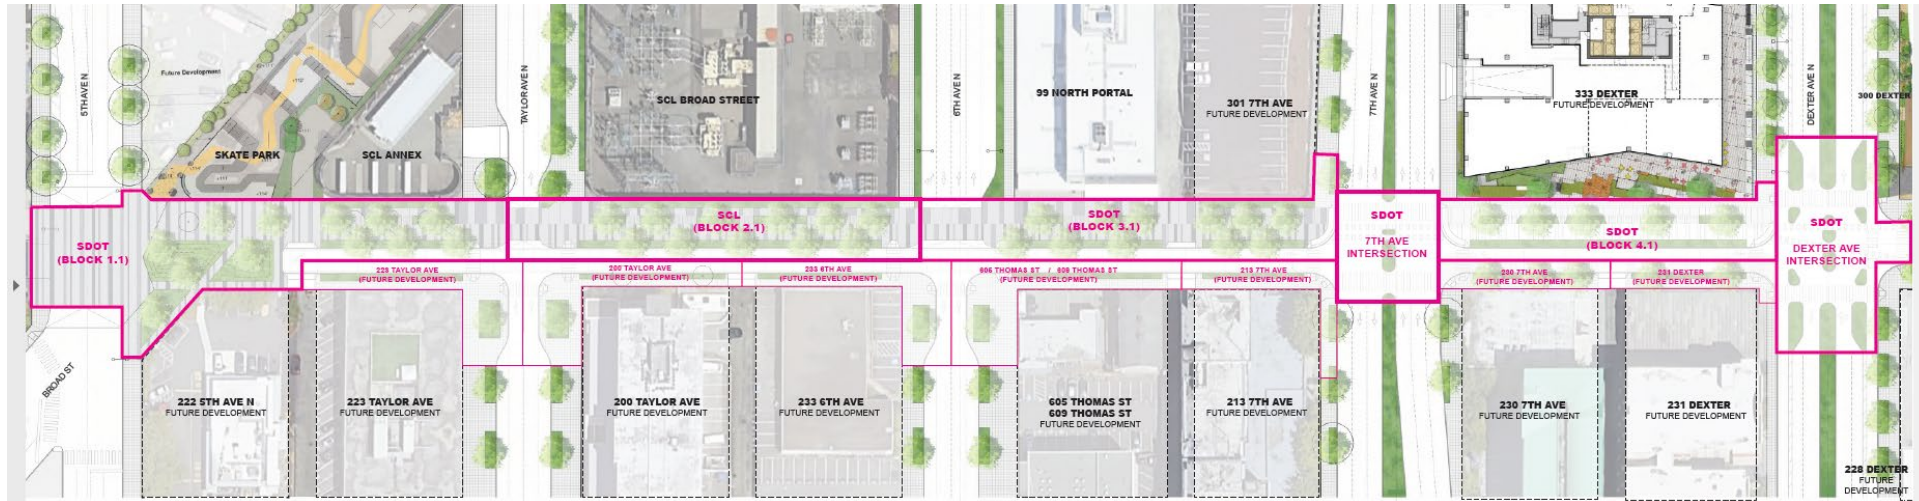 5TH AVE N
Future Development
SKATE PARK
SCL ANNEX
TAYLOR AVE N
SCL BROAD STREET
6TH AVE N
99 NORTH PORTAL
301 7TH AVE
FUTURE DEVELOPMENT
7TH AVE N
333 DEXTER
FUTURE DEVELOPMENT
DEXTER AVE N
300 DEXTER
SDOT
(BLOCK 1.1)
SCL
(BLOCK 2.1)
SDOT
(BLOCK 3.1)
SDOT
7TH AVE
INTERSECTION
SDOT
(BLOCK 4.1)
SDOT
DEXTER AVE
INTERSECTION
223 TAYLOR AVE
(FUTURE DEVELOPMENT)
200 TAYLOR AVE
(FUTURE DEVELOPMENT)
233 6TH AVE
(FUTURE DEVELOPMENT)
605 THOMAS ST / 609 THOMAS ST
(FUTURE DEVELOPMENT)
213 7TH AVE
(FUTURE DEVELOPMENT)
230 7TH AVE
(FUTURE DEVELOPMENT)
231 DEXTER
(FUTURE DEVELOPMENT)
BROAD ST
222 5TH AVE N
FUTURE DEVELOPMENT
223 TAYLOR AVE
FUTURE DEVELOPMENT
200 TAYLOR AVE
FUTURE DEVELOPMENT
233 6TH AVE
FUTURE DEVELOPMENT
605 THOMAS ST
609 THOMAS ST
FUTURE DEVELOPMENT
213 7TH AVE
FUTURE DEVELOPMENT
230 7TH AVE
FUTURE DEVELOPMENT
231 DEXTER
FUTURE DEVELOPMENT
228 DEXTER
FUTURE
DEVELOPMENT